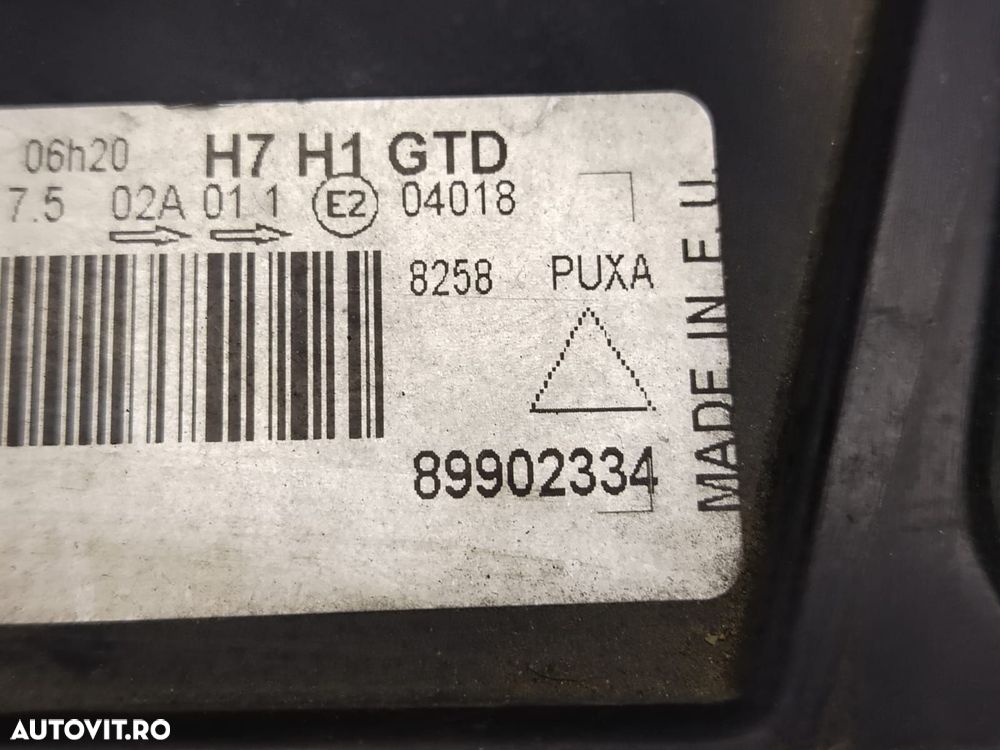 06h20 H7 H1 GTD
7.5 02A 01 1 E2 04018
8258 PUXA
89902334
MADE IN E.U.
AUTOVIT.RO